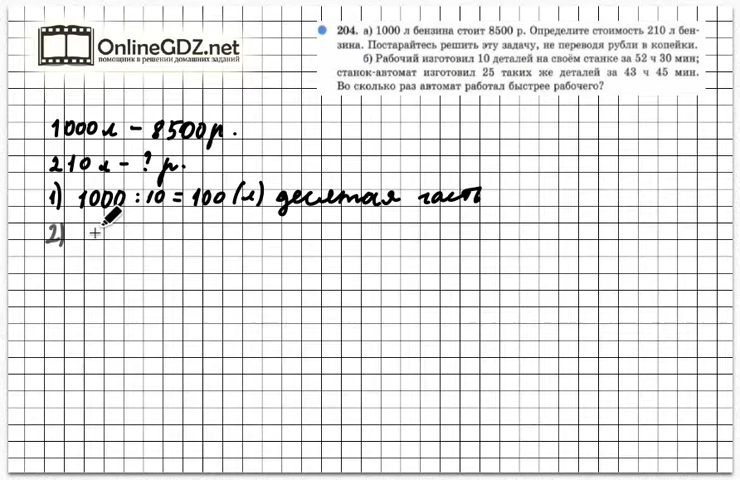 OnlineGDZ.net
помощник в решении домашних заданий
204. а) 1000 л бензина стоит 8500 р. Определите стоимость 210 л бен-
зина. Постарайтесь решить эту задачу, не переводя рубли в копейки.
б) Рабочий изготовил 10 деталей на своём станке за 52 ч 30 мин;
станок-автомат изготовил 25 таких же деталей за 43 ч 45 мин.
Во сколько раз автомат работал быстрее рабочего?
1000 л - 8500 р.
210 л - ? р.
1) 1000 : 10 = 100 (л) десятая часть
2)